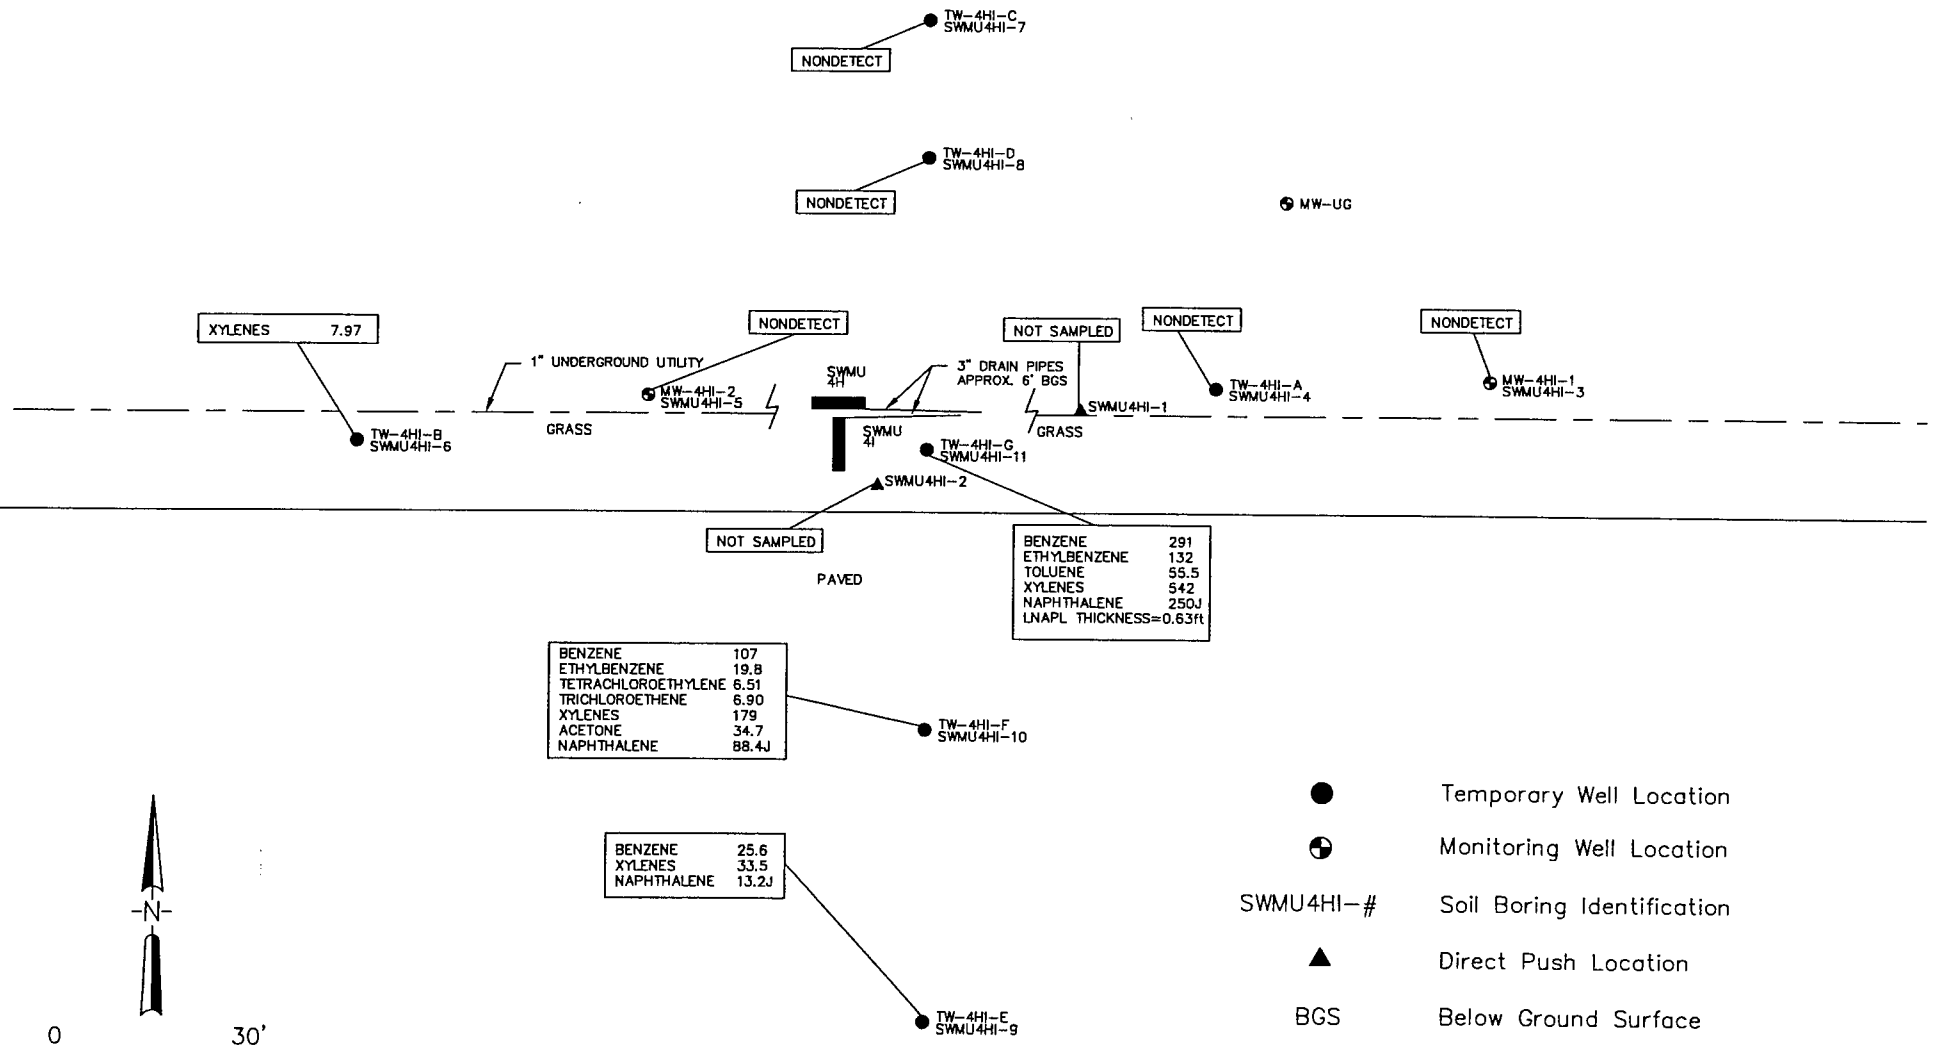 TW-4HI-C
SWMU4HI-7
NONDETECT
TW-4HI-D
SWMU4HI-8
NONDETECT
MW-UG
XYLENES 7.97
NONDETECT
NOT SAMPLED
NONDETECT
NONDETECT
1" UNDERGROUND UTILITY
SWMU
4H
3" DRAIN PIPES
APPROX. 6' BGS
MW-4HI-2
SWMU4HI-5
SWMU4HI-1
TW-4HI-A
SWMU4HI-4
MW-4HI-1
SWMU4HI-3
TW-4HI-B
SWMU4HI-6
GRASS
SWMU
4I
GRASS
TW-4HI-G
SWMU4HI-11
SWMU4HI-2
NOT SAMPLED
BENZENE 291
ETHYLBENZENE 132
TOLUENE 55.5
XYLENES 542
NAPHTHALENE 250J
LNAPL THICKNESS=0.63ft
PAVED
BENZENE 107
ETHYLBENZENE 19.8
TETRACHLOROETHYLENE 6.51
TRICHLOROETHENE 6.90
XYLENES 179
ACETONE 34.7
NAPHTHALENE 88.4J
TW-4HI-F
SWMU4HI-10
BENZENE 25.6
XYLENES 33.5
NAPHTHALENE 13.2J
TW-4HI-E
SWMU4HI-9
-N-
0 30'
Temporary Well Location
Monitoring Well Location
SWMU4HI-# Soil Boring Identification
Direct Push Location
BGS Below Ground Surface